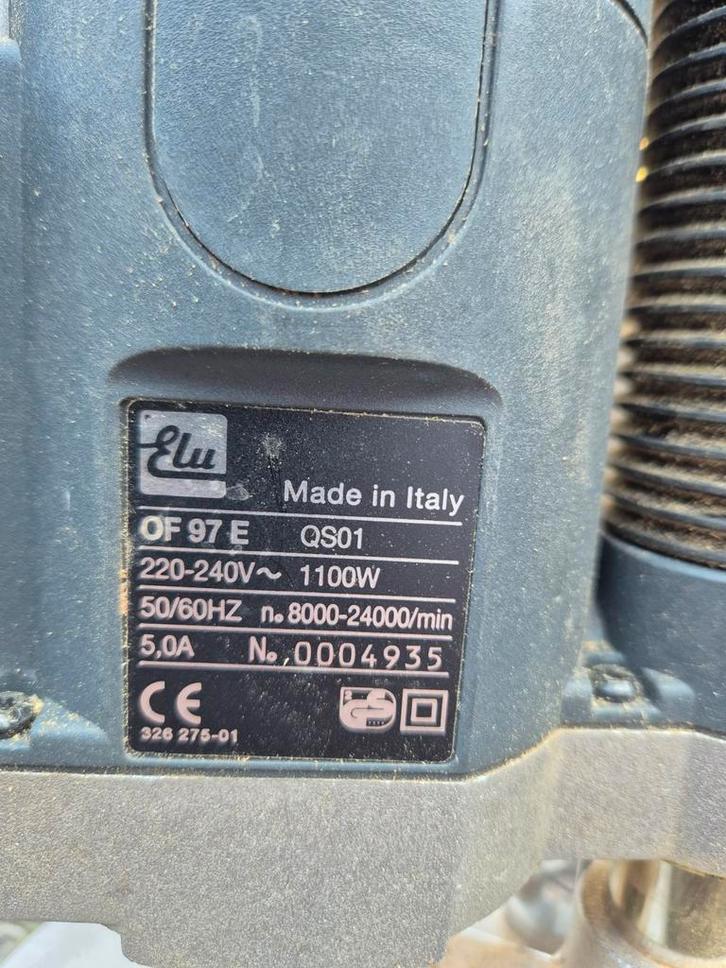 Elu
Made in Italy
OF 97 E QS01
220-240V~ 1100W
50/60HZ n₀ 8000-24000/min
5,0A No 0004935
CE
326 275-01